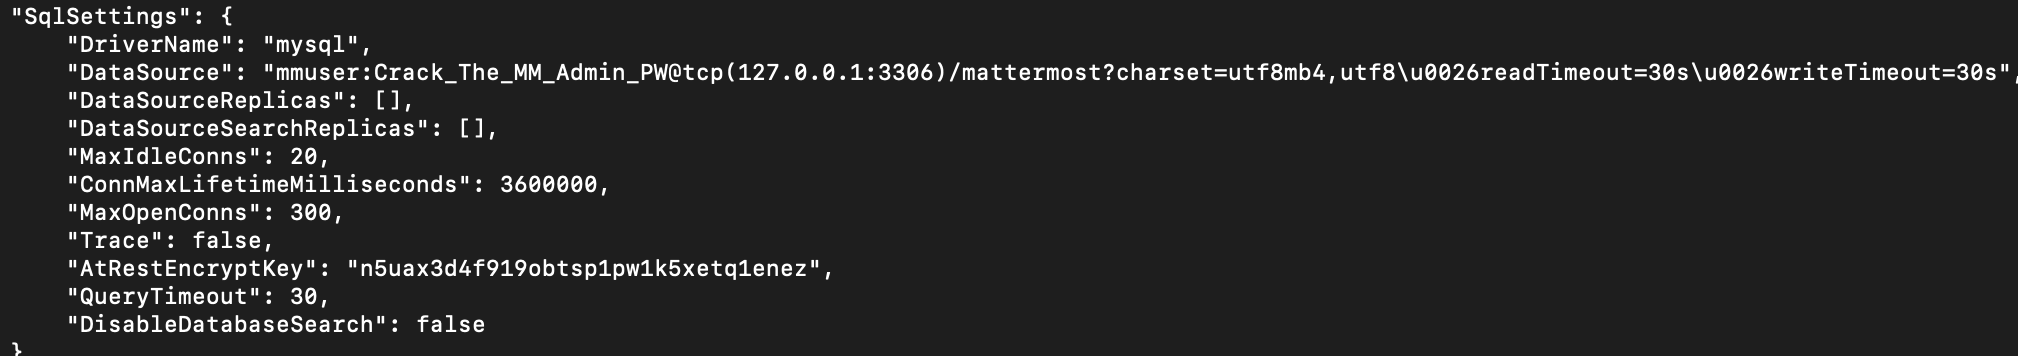 "SqlSettings": {
    "DriverName": "mysql",
    "DataSource": "mmuser:Crack_The_MM_Admin_PW@tcp(127.0.0.1:3306)/mattermost?charset=utf8mb4,utf8\u0026readTimeout=30s\u0026writeTimeout=30s",
    "DataSourceReplicas": [],
    "DataSourceSearchReplicas": [],
    "MaxIdleConns": 20,
    "ConnMaxLifetimeMilliseconds": 3600000,
    "MaxOpenConns": 300,
    "Trace": false,
    "AtRestEncryptKey": "n5uax3d4f919obtsp1pw1k5xetq1enez",
    "QueryTimeout": 30,
    "DisableDatabaseSearch": false
}